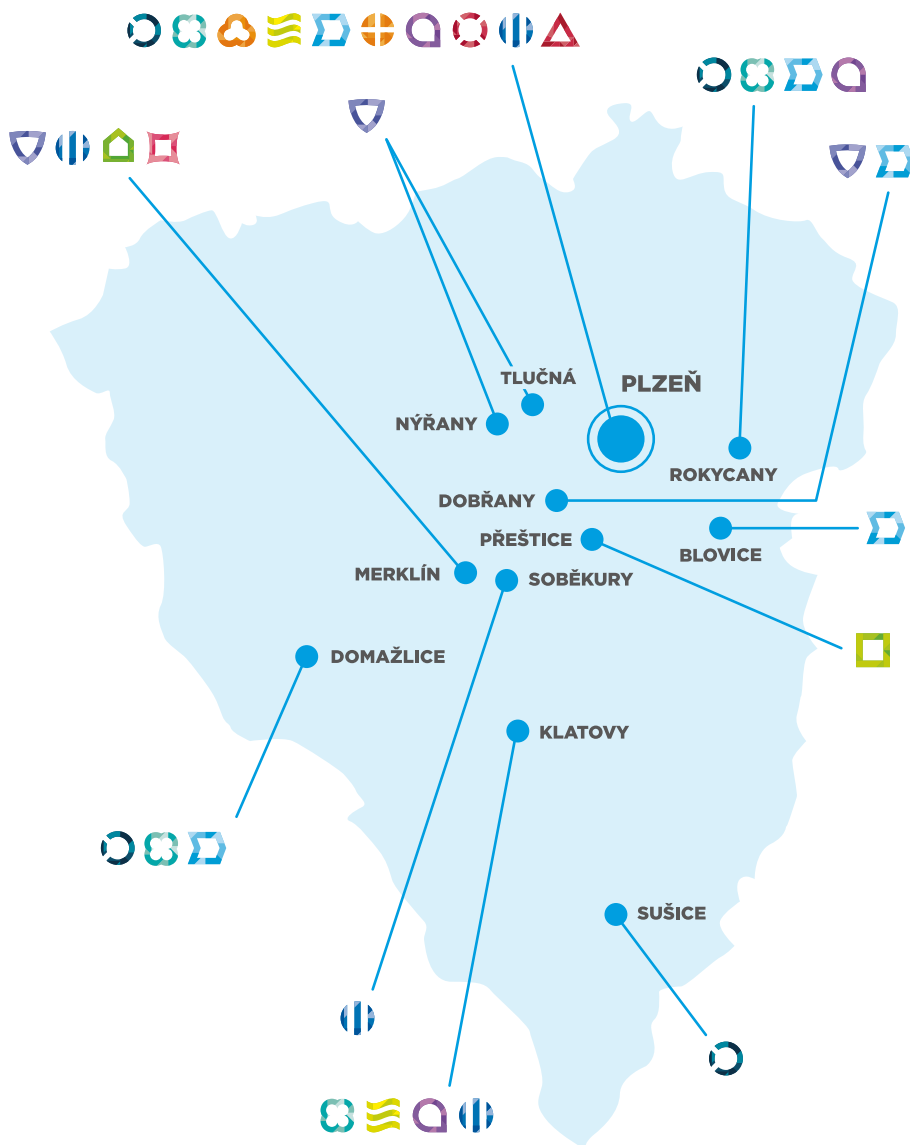 TLUČNÁ
PLZEŇ
NÝŘANY
ROKYCANY
DOBŘANY
PŘEŠTICE
BLOVICE
MERKLÍN
SOBĚKURY
DOMAŽLICE
KLATOVY
SUŠICE